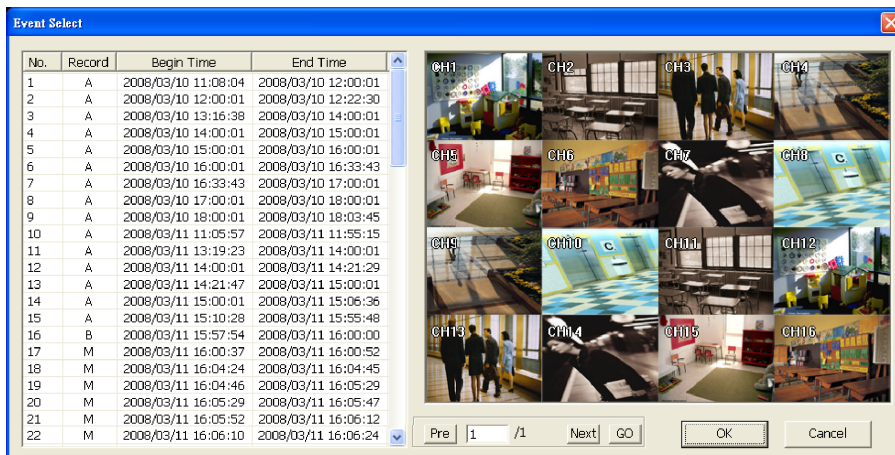 Event Select
No. Record Begin Time End Time
1 A 2008/03/10 11:08:04 2008/03/10 12:00:01
2 A 2008/03/10 12:00:01 2008/03/10 12:22:30
3 A 2008/03/10 13:16:38 2008/03/10 14:00:01
4 A 2008/03/10 14:00:01 2008/03/10 15:00:01
5 A 2008/03/10 15:00:01 2008/03/10 16:00:01
6 A 2008/03/10 16:00:01 2008/03/10 16:33:43
7 A 2008/03/10 16:33:43 2008/03/10 17:00:01
8 A 2008/03/10 17:00:01 2008/03/10 18:00:01
9 A 2008/03/10 18:00:01 2008/03/10 18:03:45
10 A 2008/03/11 11:05:57 2008/03/11 11:55:15
11 A 2008/03/11 13:19:23 2008/03/11 14:00:01
12 A 2008/03/11 14:00:01 2008/03/11 14:21:29
13 A 2008/03/11 14:21:47 2008/03/11 15:00:01
14 A 2008/03/11 15:00:01 2008/03/11 15:06:36
15 A 2008/03/11 15:10:28 2008/03/11 15:55:48
16 B 2008/03/11 15:57:54 2008/03/11 16:00:00
17 M 2008/03/11 16:00:37 2008/03/11 16:00:52
18 M 2008/03/11 16:04:24 2008/03/11 16:04:45
19 M 2008/03/11 16:04:46 2008/03/11 16:05:29
20 M 2008/03/11 16:05:29 2008/03/11 16:05:47
21 M 2008/03/11 16:05:52 2008/03/11 16:06:12
22 M 2008/03/11 16:06:10 2008/03/11 16:06:24
CH1 CH2 CH3 CH4
CH5 CH6 CH7 CH8
C
CH9 CH10 CH11 CH12
C
CH13 CH14 CH15 CH16
Pre 1 /1 Next GO OK Cancel